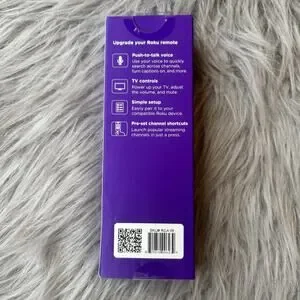 Upgrade your Roku remote
Push-to-talk voice
Use your voice to quickly
search across channels,
turn captions on, and more.
TV controls
Power up your TV, adjust
the volume, and mute.
Simple setup
Easily pair it to your
compatible Roku device.
Pre-set channel shortcuts
Launch popular streaming
channels in just a press.